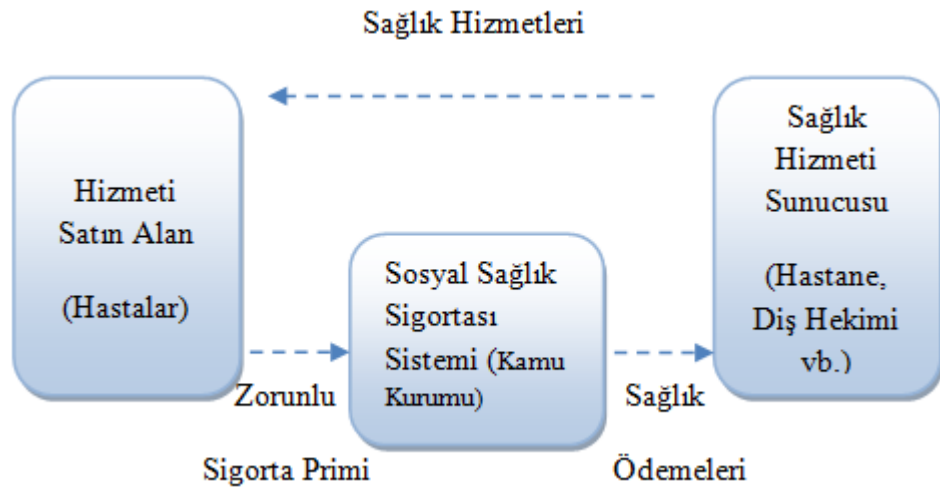 Sağlık Hizmetleri
Hizmeti
Satın Alan
(Hastalar)
Zorunlu
Sigorta Primi
Sosyal Sağlık
Sigortası
Sistemi (Kamu
Kurumu)
Sağlık
Ödemeleri
Sağlık
Hizmeti
Sunucusu
(Hastane,
Diş Hekimi
vb.)